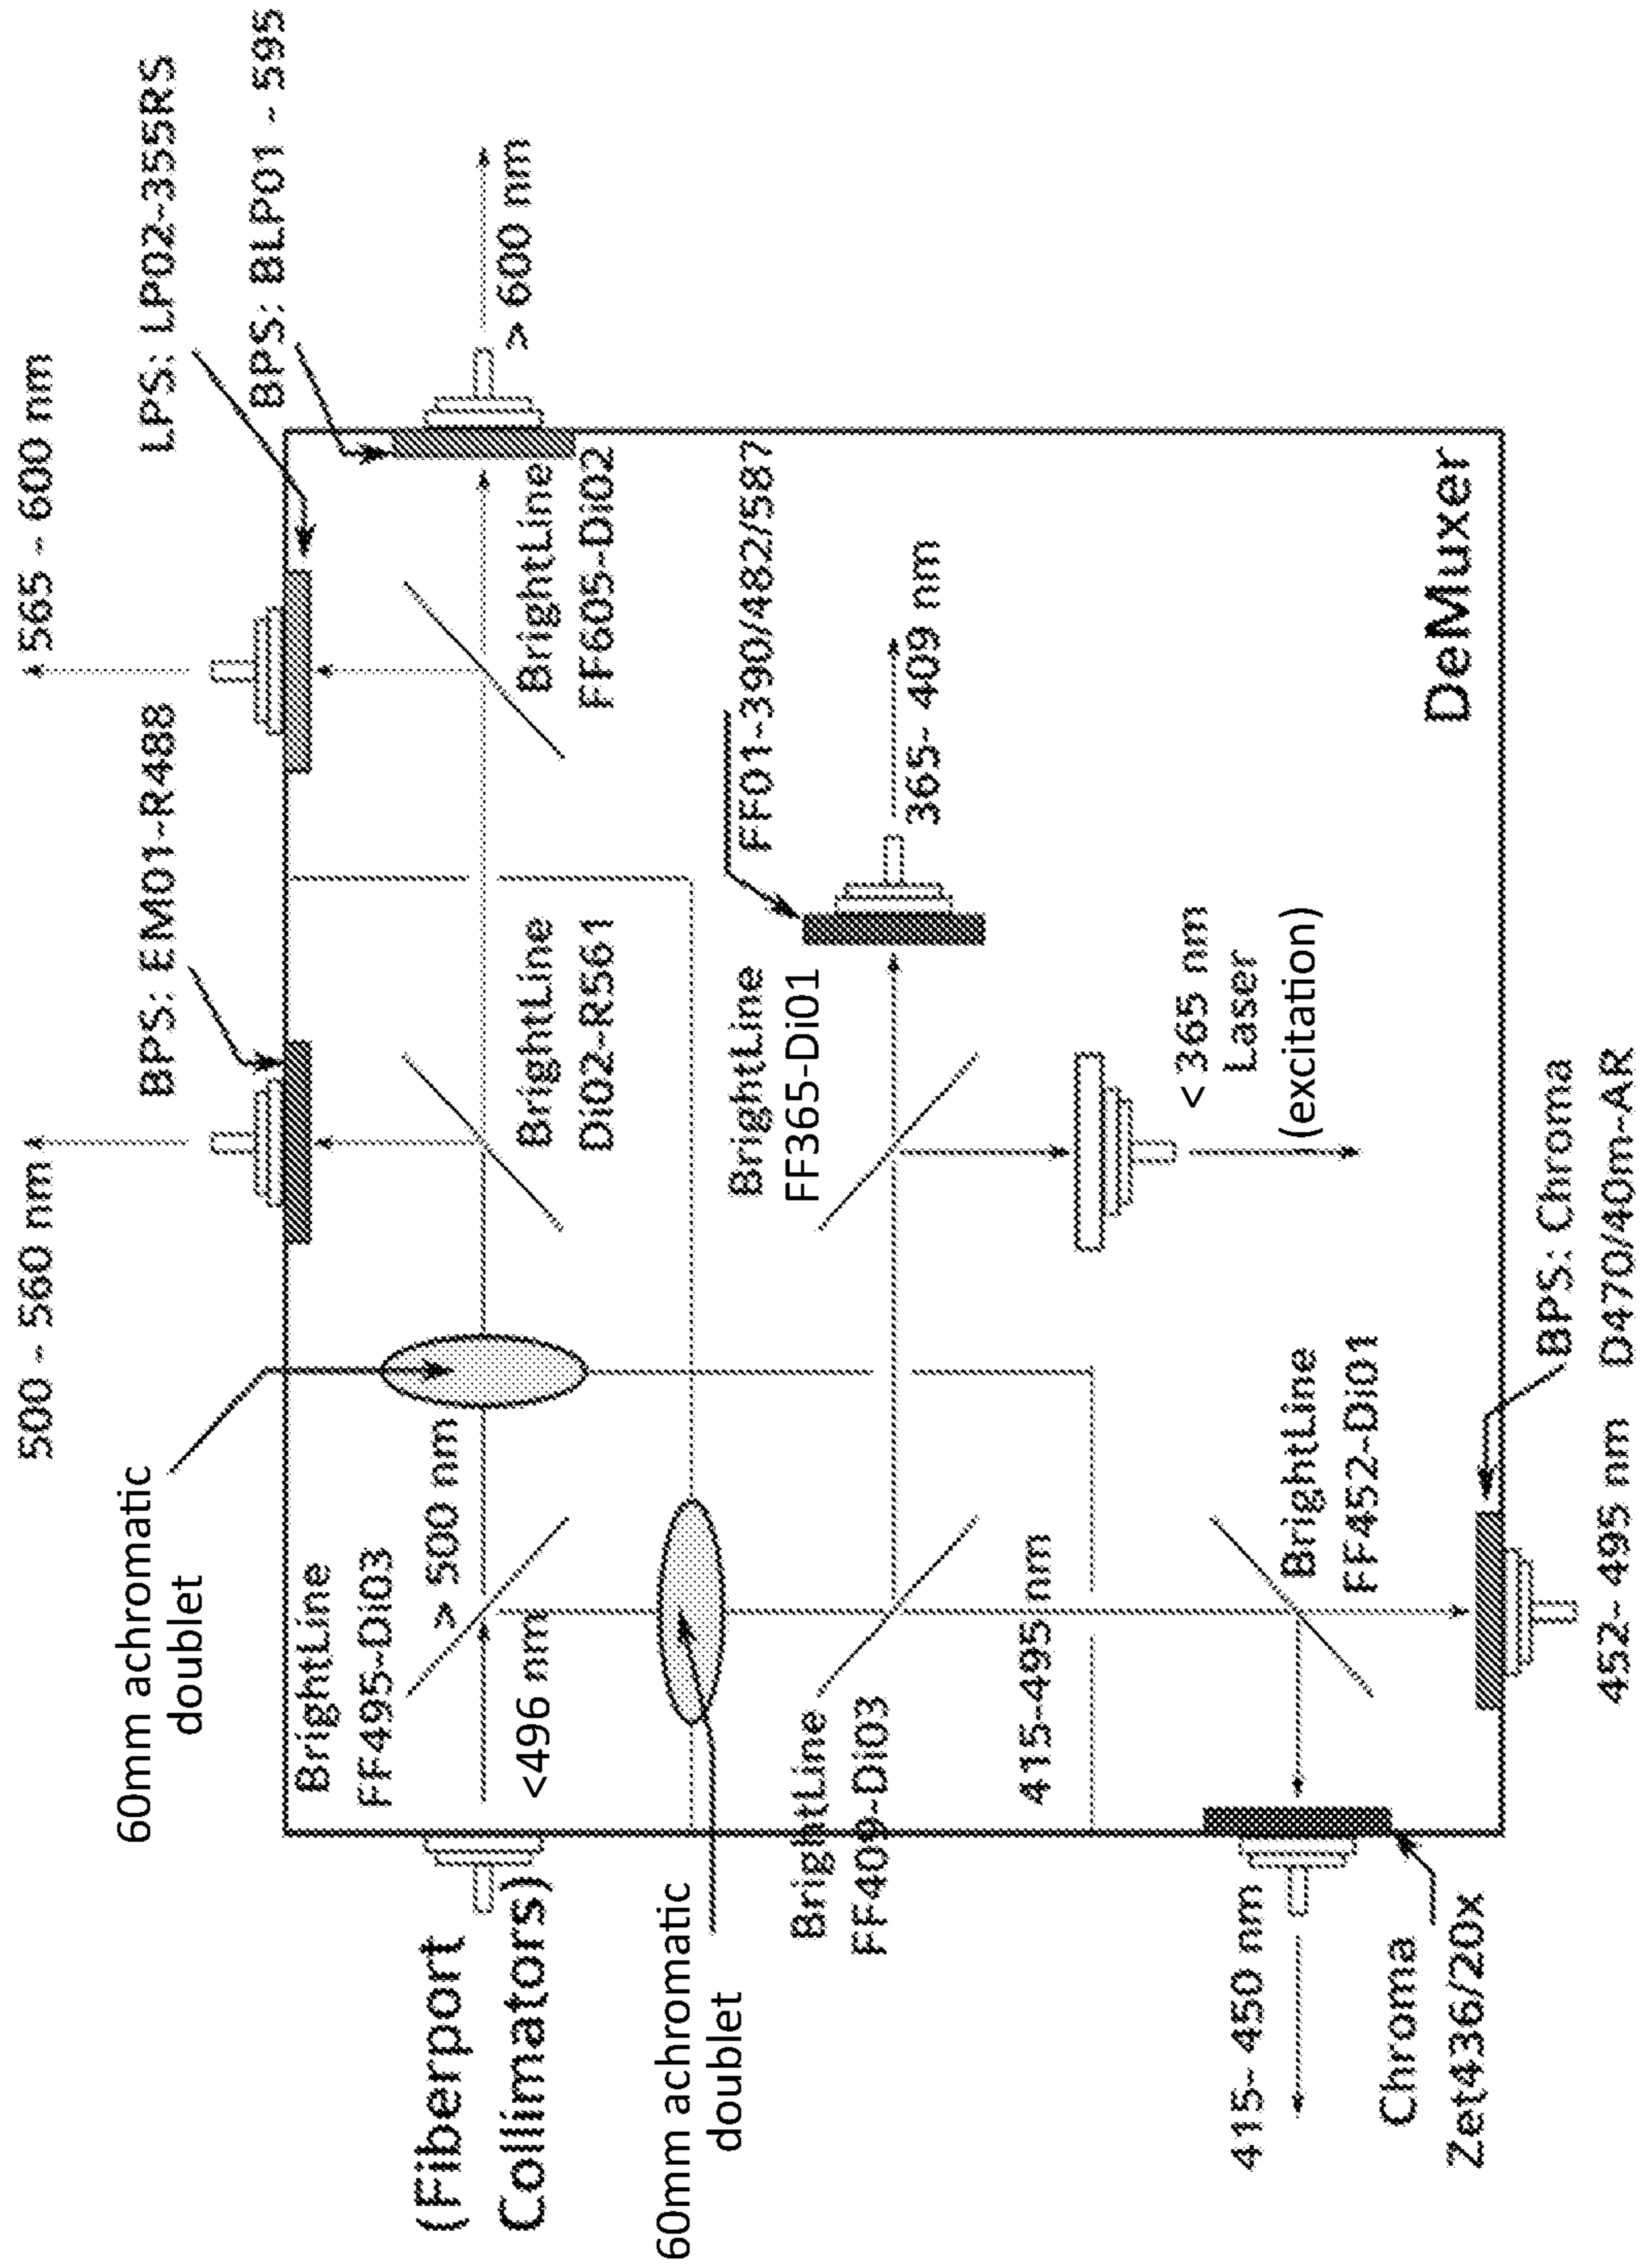 500 - 560 nm
565 - 600 nm
60mm achromatic
doublet
BPS: EM01-R488
LPS: LP02-355RS
BPS: BLP01 - 595
BrightLine
FF495-Di03
> 500 nm
(Fiberport
Collimators)
<496 nm
BrightLine
Di02-R561
BrightLine
FF605-Di02
> 600 nm
60mm achromatic
doublet
BrightLine
FF409-Di03
BrightLine
FF365-Di01
FF01-390/482/587
365- 409 nm
415-495 nm
<365 nm
Laser
(excitation)
415- 450 nm
BrightLine
FF452-Di01
Chroma
Zet436/20x
DeMuxer
BPS: Chroma
D470/40m-AR
452- 495 nm